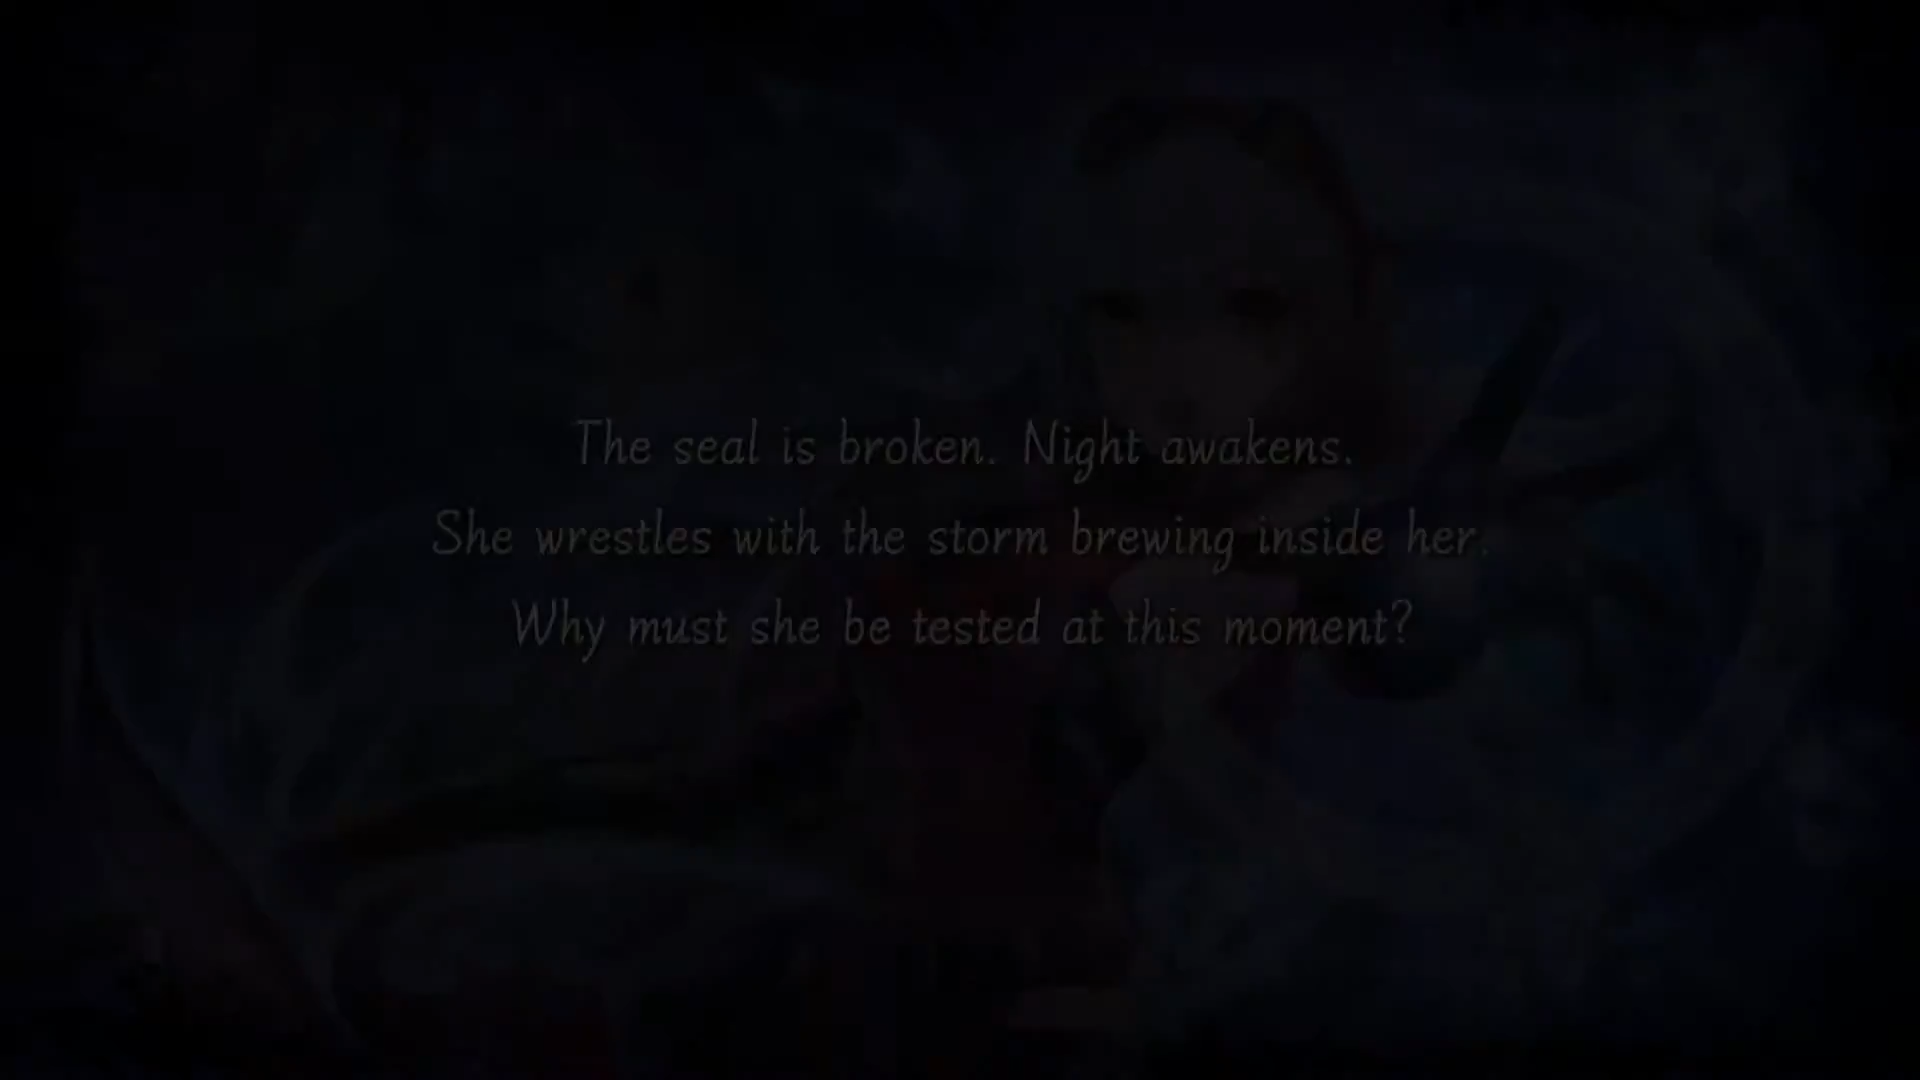 The seal is broken. Night awakens.
She wrestles with the storm brewing inside her.
Why must she be tested at this moment?